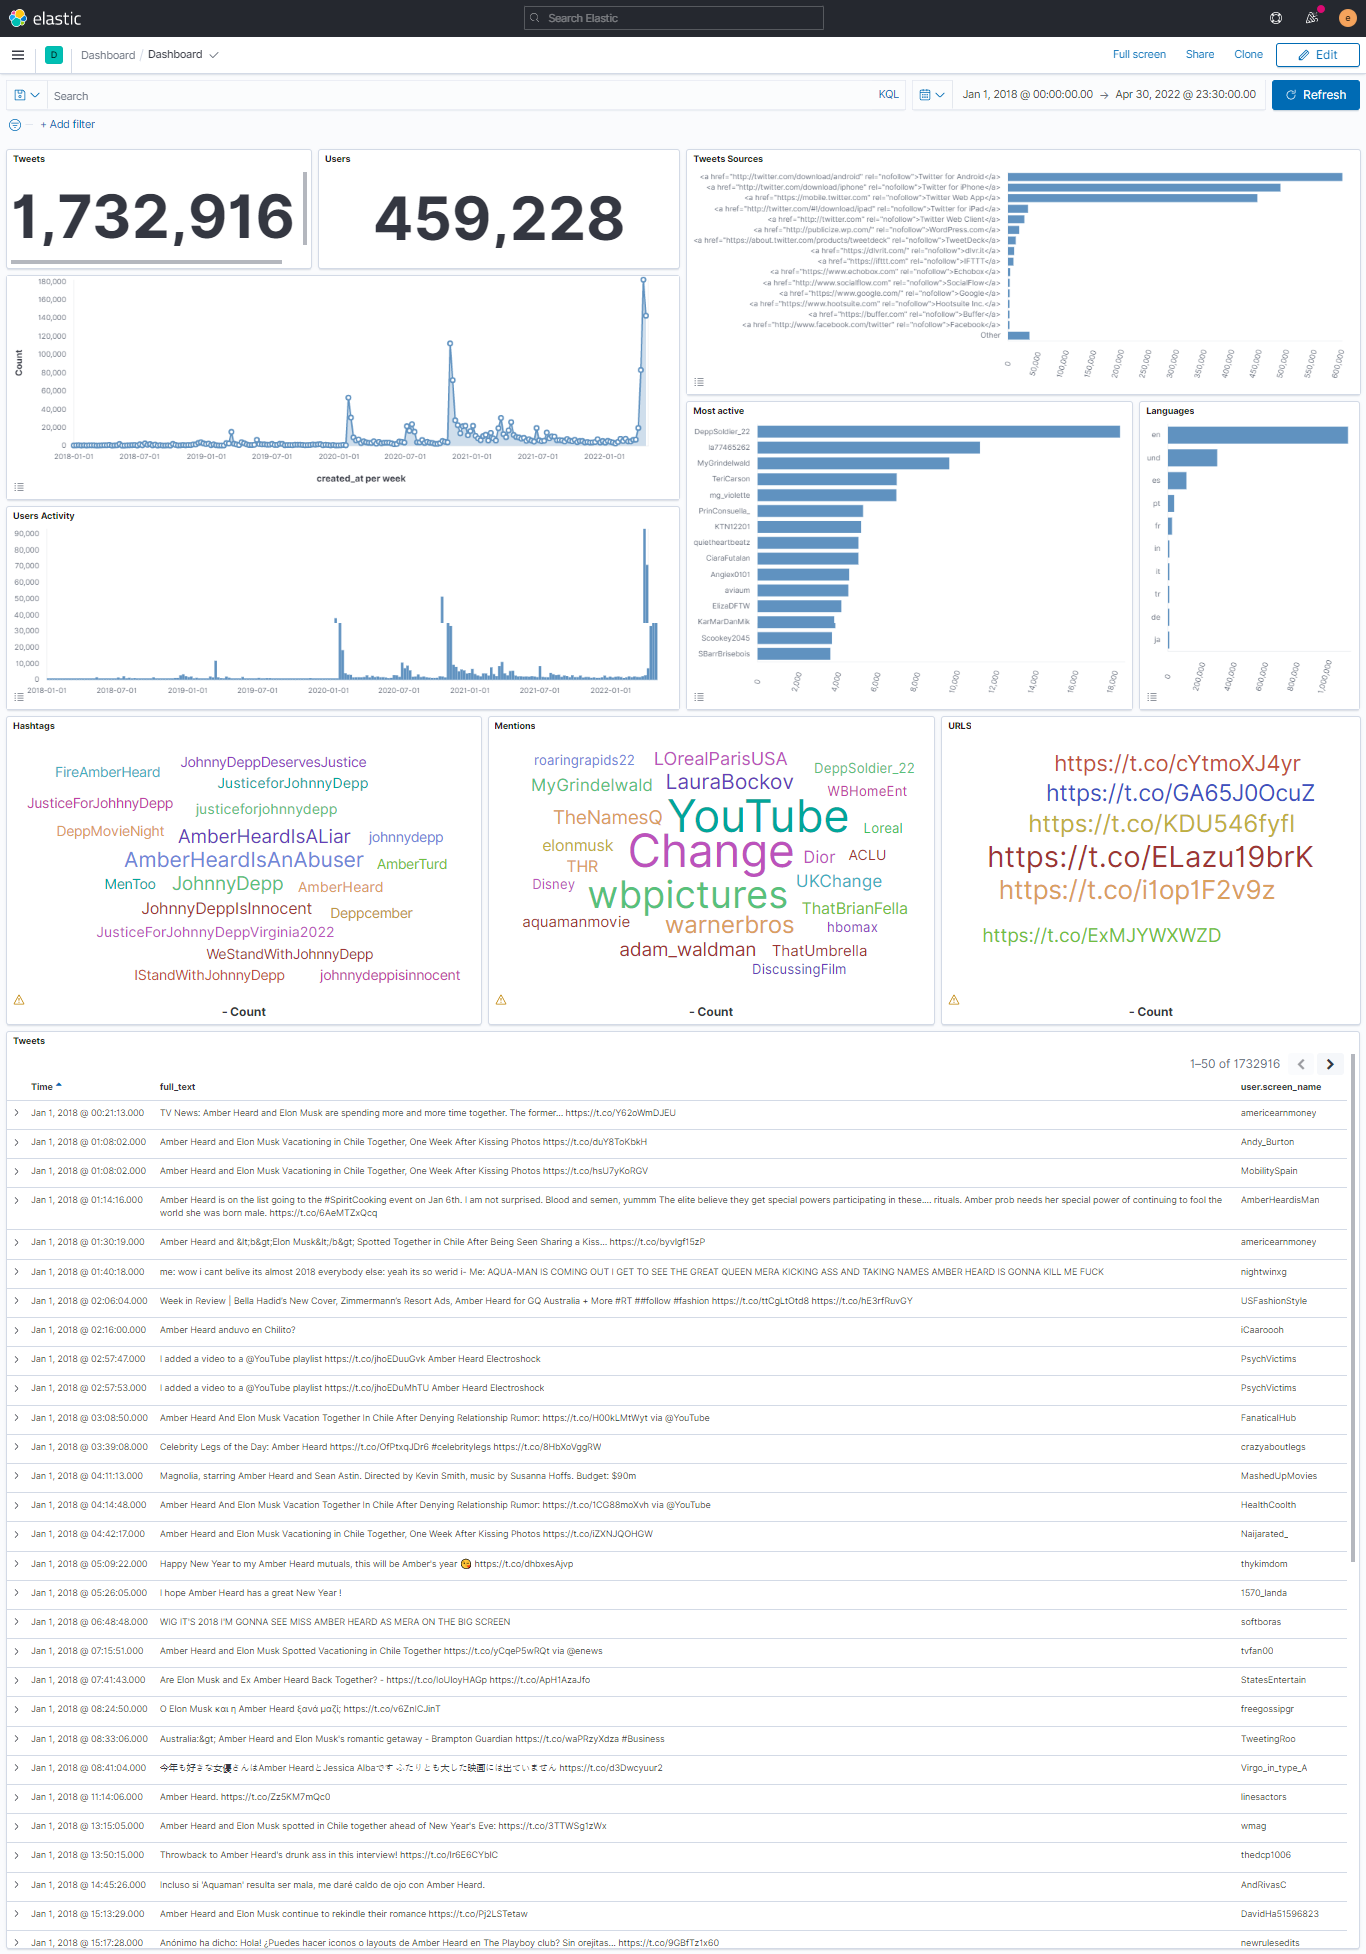 elastic
Search Elastic
e
D
Dashboard / Dashboard
Full screen
Share
Clone
Edit
Search
KQL
Jan 1, 2018 @ 00:00:00.00 → Apr 30, 2022 @ 23:30:00.00
Refresh
+ Add filter
Tweets
1,732,916
Users
459,228
180,000
160,000
140,000
120,000
100,000
80,000
60,000
40,000
20,000
0
Count
2018-01-01
2018-07-01
2019-01-01
2019-07-01
2020-01-01
2020-07-01
2021-01-01
2021-07-01
2022-01-01
created_at per week
Users Activity
90,000
80,000
70,000
60,000
50,000
40,000
30,000
20,000
10,000
0
2018-01-01
2018-07-01
2019-01-01
2019-07-01
2020-01-01
2020-07-01
2021-01-01
2021-07-01
2022-01-01
Tweets Sources
<a href="http://twitter.com/download/android" rel="nofollow">Twitter for Android</a>
<a href="http://twitter.com/download/iphone" rel="nofollow">Twitter for iPhone</a>
<a href="https://mobile.twitter.com" rel="nofollow">Twitter Web App</a>
<a href="http://twitter.com/#!/download/ipad" rel="nofollow">Twitter for iPad</a>
<a href="http://twitter.com" rel="nofollow">Twitter Web Client</a>
<a href="http://publicize.wp.com/" rel="nofollow">WordPress.com</a>
<a href="https://about.twitter.com/products/tweetdeck" rel="nofollow">TweetDeck</a>
<a href="https://dlvrit.com/" rel="nofollow">dlvr.it</a>
<a href="https://ifttt.com" rel="nofollow">IFTTT</a>
<a href="https://www.echobox.com" rel="nofollow">Echobox</a>
<a href="http://www.socialflow.com" rel="nofollow">SocialFlow</a>
<a href="https://www.google.com/" rel="nofollow">Google</a>
<a href="https://www.hootsuite.com" rel="nofollow">Hootsuite Inc.</a>
<a href="https://buffer.com" rel="nofollow">Buffer</a>
<a href="http://www.facebook.com/twitter" rel="nofollow">Facebook</a>
Other
0
50,000
100,000
150,000
200,000
250,000
300,000
350,000
400,000
450,000
500,000
550,000
600,000
Most active
DeppSoldier_22
la77465262
MyGrindelwald
TeriCarson
mg_violette
PrinConsuella_
KTN12201
quietheartbeatz
CiaraFutalan
Angiex0101
aviaum
ElizaDFTW
KarMarDanMik
Scookey2045
SBarrBrisebois
0
2,000
4,000
6,000
8,000
10,000
12,000
14,000
16,000
18,000
Languages
en
und
es
pt
fr
in
it
tr
de
ja
0
200,000
400,000
600,000
800,000
1,000,000
Hashtags
JohnnyDeppDeservesJustice
FireAmberHeard
JusticeforJohnnyDepp
JusticeForJohhnyDepp
justiceforjohnnydepp
DeppMovieNight
AmberHeardIsALiar
johnnydepp
AmberHeardIsAnAbuser
AmberTurd
MenToo
JohnnyDepp
AmberHeard
JohnnyDeppIsInnocent
Deppcember
JusticeForJohnnyDeppVirginia2022
WeStandWithJohnnyDepp
IStandWithJohnnyDepp
johnnydeppisinnocent
- Count
Mentions
roaringrapids22
LOrealParisUSA
DeppSoldier_22
MyGrindelwald
LauraBockov
WBHomeEnt
TheNamesQ
YouTube
Loreal
elonmusk
Change
Dior
ACLU
THR
Disney
wbpictures
UKChange
aquamanmovie
warnerbros
ThatBrianFella
hbomax
adam_waldman
ThatUmbrella
DiscussingFilm
- Count
URLS
https://t.co/cYtmoXJ4yr
https://t.co/GA65J0OcuZ
https://t.co/KDU546fyfI
https://t.co/ELazu19brK
https://t.co/i1op1F2v9z
https://t.co/ExMJYWXWZD
- Count
Tweets
1–50 of 1732916
Time full_text user.screen_name
Jan 1, 2018 @ 00:21:13.000 TV News: Amber Heard and Elon Musk are spending more and more time together. The former... https://t.co/Y62oWmDJEU americearnmoney
Jan 1, 2018 @ 01:08:02.000 Amber Heard and Elon Musk Vacationing in Chile Together, One Week After Kissing Photos https://t.co/duY8ToKbkH Andy_Burton
Jan 1, 2018 @ 01:08:02.000 Amber Heard and Elon Musk Vacationing in Chile Together, One Week After Kissing Photos https://t.co/hsU7yKoRGV MobilitySpain
Jan 1, 2018 @ 01:14:16.000 Amber Heard is on the list going to the #SpiritCooking event on Jan 6th. I am not surprised. Blood and semen, yummm The elite believe they get special powers participating in these.... rituals. Amber prob needs her special power of continuing to fool the AmberHeardisMan
world she was born male. https://t.co/6AeMTZxQcq
Jan 1, 2018 @ 01:30:19.000 Amber Heard and &lt;b&gt;Elon Musk&lt;/b&gt; Spotted Together in Chile After Being Seen Sharing a Kiss... https://t.co/byvIgf15zP americearnmoney
Jan 1, 2018 @ 01:40:18.000 me: wow i cant belive its almost 2018 everybody else: yeah its so werid i- Me: AQUA-MAN IS COMING OUT I GET TO SEE THE GREAT QUEEN MERA KICKING ASS AND TAKING NAMES AMBER HEARD IS GONNA KILL ME FUCK nightwinxg
Jan 1, 2018 @ 02:06:04.000 Week in Review | Bella Hadid's New Cover, Zimmermann's Resort Ads, Amber Heard for GQ Australia + More #RT ##follow #fashion https://t.co/ttCgLtOtd8 https://t.co/hE3rfRuvGY USFashionStyle
Jan 1, 2018 @ 02:16:00.000 Amber Heard anduvo en Chilito? iCaaroooh
Jan 1, 2018 @ 02:57:47.000 I added a video to a @YouTube playlist https://t.co/jhoEDuuGvk Amber Heard Electroshock PsychVictims
Jan 1, 2018 @ 02:57:53.000 I added a video to a @YouTube playlist https://t.co/jhoEDuMhTU Amber Heard Electroshock PsychVictims
Jan 1, 2018 @ 03:08:50.000 Amber Heard And Elon Musk Vacation Together In Chile After Denying Relationship Rumor: https://t.co/H00kLMtWyt via @YouTube FanaticalHub
Jan 1, 2018 @ 03:39:08.000 Celebrity Legs of the Day: Amber Heard https://t.co/OfPtxqJDr6 #celebritylegs https://t.co/8HbXoVggRW crazyaboutlegs
Jan 1, 2018 @ 04:11:13.000 Magnolia, starring Amber Heard and Sean Astin. Directed by Kevin Smith, music by Susanna Hoffs. Budget: $90m MashedUpMovies
Jan 1, 2018 @ 04:14:48.000 Amber Heard And Elon Musk Vacation Together In Chile After Denying Relationship Rumor: https://t.co/1CG88moXvh via @YouTube HealthCoolth
Jan 1, 2018 @ 04:42:17.000 Amber Heard and Elon Musk Vacationing in Chile Together, One Week After Kissing Photos https://t.co/iZXNJQOHGW Naijarated_
Jan 1, 2018 @ 05:09:22.000 Happy New Year to my Amber Heard mutuals, this will be Amber's year 😘 https://t.co/dhbxesAjvp thykimdom
Jan 1, 2018 @ 05:26:05.000 I hope Amber Heard has a great New Year ! 1570_landa
Jan 1, 2018 @ 06:48:48.000 WIG IT'S 2018 I'M GONNA SEE MISS AMBER HEARD AS MERA ON THE BIG SCREEN softboras
Jan 1, 2018 @ 07:15:51.000 Amber Heard and Elon Musk Spotted Vacationing in Chile Together https://t.co/yCqeP5wRQt via @enews tvfan00
Jan 1, 2018 @ 07:41:43.000 Are Elon Musk and Ex Amber Heard Back Together? - https://t.co/loUloyHAGp https://t.co/ApH1AzaJfo StatesEntertain
Jan 1, 2018 @ 08:24:50.000 Ο Elon Musk και η Amber Heard ξανά μαζί; https://t.co/v6ZnICJinT freegossipgr
Jan 1, 2018 @ 08:33:06.000 Australia:&gt; Amber Heard and Elon Musk's romantic getaway - Brampton Guardian https://t.co/waPRzyXdza #Business TweetingRoo
Jan 1, 2018 @ 08:41:04.000 今年も好きな女優さんはAmber HeardとJessica Albaです ふたりとも大した映画には出ていません https://t.co/d3Dwcyuur2 Virgo_in_type_A
Jan 1, 2018 @ 11:14:06.000 Amber Heard. https://t.co/Zz5KM7mQc0 linesactors
Jan 1, 2018 @ 13:15:05.000 Amber Heard and Elon Musk spotted in Chile together ahead of New Year's Eve: https://t.co/3TTWSg1zWx wmag
Jan 1, 2018 @ 13:50:15.000 Throwback to Amber Heard's drunk ass in this interview! https://t.co/lr6E6CYbIC thedcp1006
Jan 1, 2018 @ 14:45:26.000 Incluso si 'Aquaman' resulta ser mala, me daré caldo de ojo con Amber Heard. AndRivasC
Jan 1, 2018 @ 15:13:29.000 Amber Heard and Elon Musk continue to rekindle their romance https://t.co/Pj2LSTetaw DavidHa51596823
Jan 1, 2018 @ 15:17:28.000 Anónimo ha dicho: Hola! ¿Puedes hacer iconos o layouts de Amber Heard en The Playboy club? Sin orejitas... https://t.co/9GBfTz1x60 newrulesedits